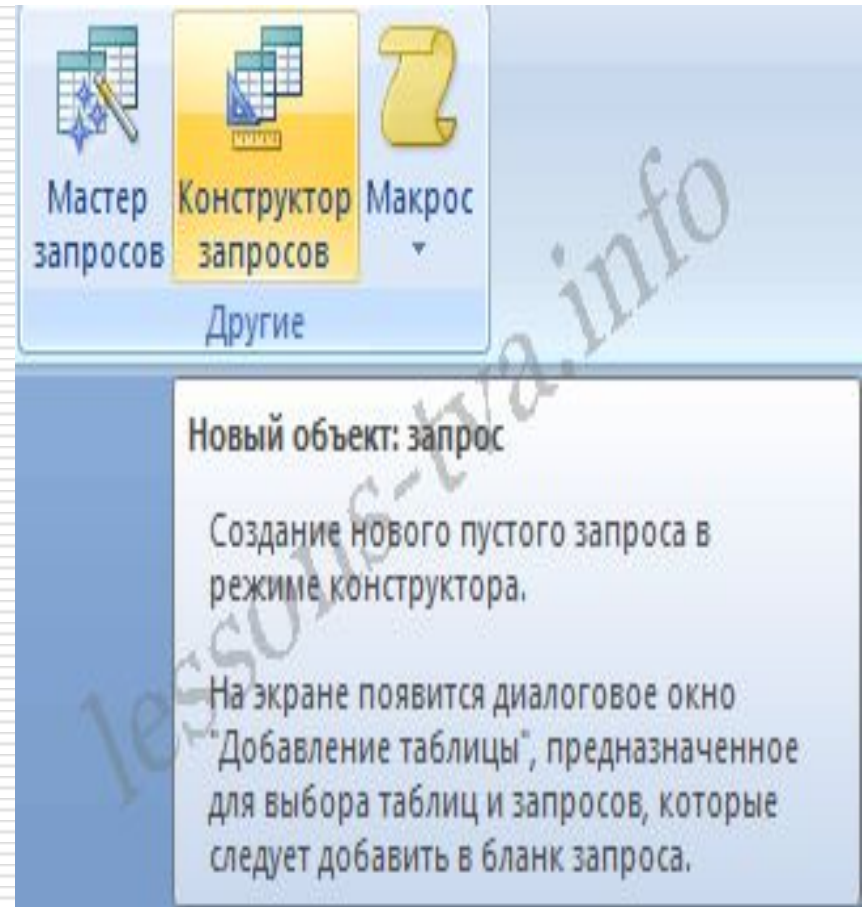 Мастер
запросов
Конструктор
запросов
Макрос
Другие
Новый объект: запрос
Создание нового пустого запроса в
режиме конструктора.
На экране появится диалоговое окно
"Добавление таблицы", предназначенное
для выбора таблиц и запросов, которые
следует добавить в бланк запроса.
lessons-tva.info